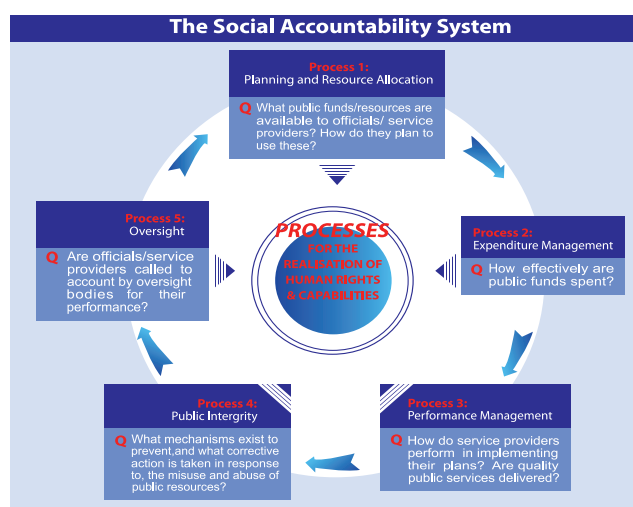 The Social Accountability System
Process 1:
Planning and Resource Allocation
Q What public funds/resources are
available to officials/ service
providers? How do they plan to
use these?
Process 2:
Expenditure Management
Q How effectively are
public funds spent?
Process 3:
Performance Management
Q How do service providers
perform in implementing
their plans? Are quality
public services delivered?
Process 4:
Public Intergrity
Q What mechanisms exist to
prevent,and what corrective
action is taken in response
to, the misuse and abuse of
public resources?
Process 5:
Oversight
Q Are officials/service
providers called to
account by oversight
bodies for their
performance?
PROCESSES
FOR THE
REALISATION OF
HUMAN RIGHTS
& CAPABILITIES